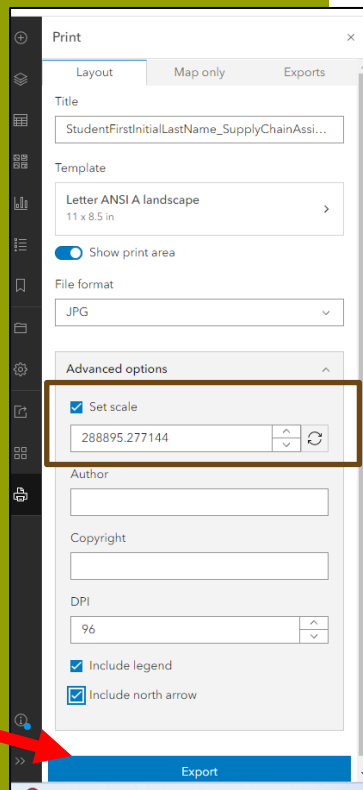 Print
Layout Map only Exports
Title
StudentFirstInitialLastName_SupplyChainAssi...
Template
Letter ANSI A landscape
11 x 8.5 in
Show print area
File format
JPG
Advanced options
Set scale
288895.277144
Author
Copyright
DPI
96
Include legend
Include north arrow
Export